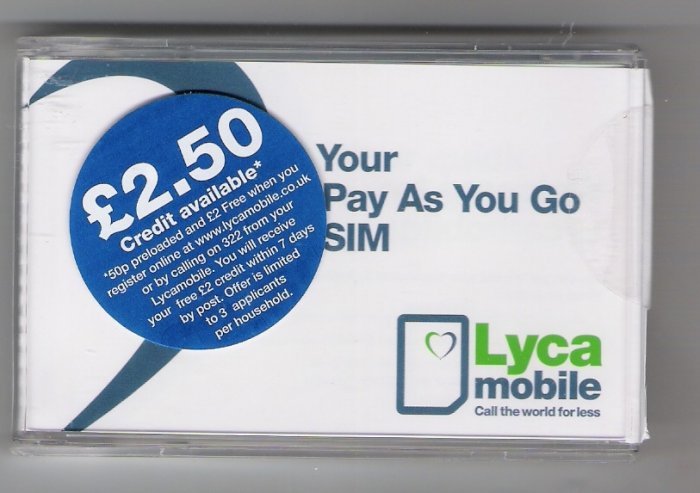 £2.50
Credit available*
*50p preloaded and £2 Free when you
register online at www.lycamobile.co.uk
or by calling on 322 from your
Lycamobile. You will receive
your free £2 credit within 7 days
by post. Offer is limited
to 3 applicants
per household.
Your
Pay As You Go
SIM
Lyca
mobile
Call the world for less